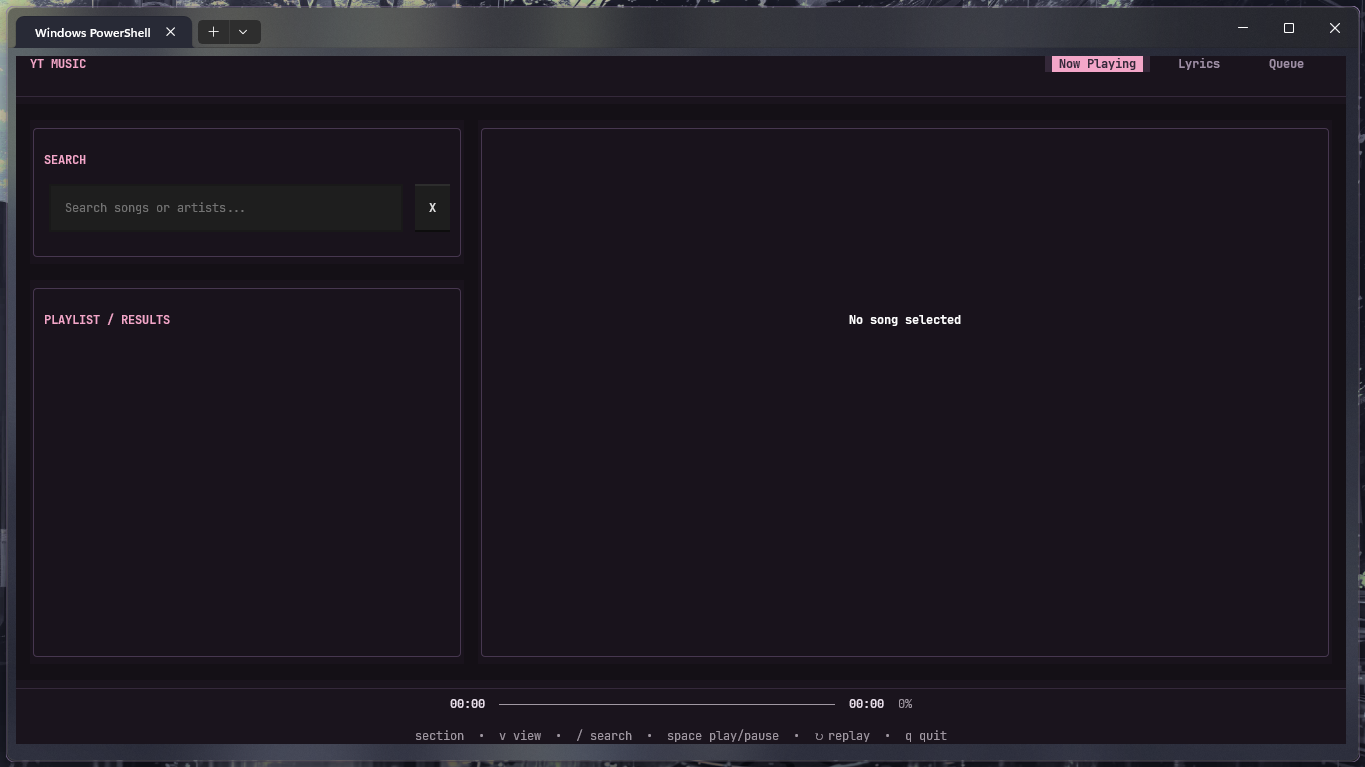 Windows PowerShell
YT MUSIC
Now Playing Lyrics Queue
SEARCH
Search songs or artists...
X
PLAYLIST / RESULTS
No song selected
00:00 00:00 0%
section • v view • / search • space play/pause • ↻ replay • q quit